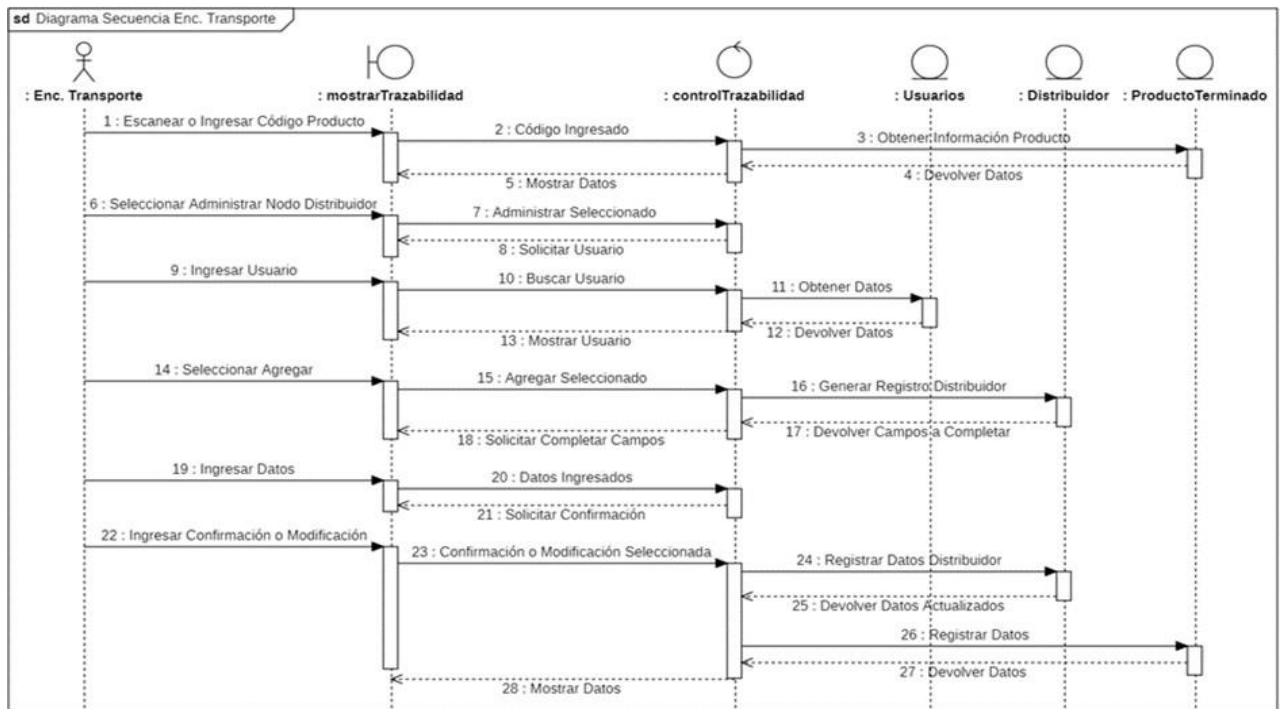 sd Diagrama Secuencia Enc. Transporte
: Enc. Transporte
: mostrarTrazabilidad
: controlTrazabilidad
: Usuarios
: Distribuidor
: ProductoTerminado
1 : Escanear o Ingresar Código Producto
2 : Código Ingresado
3 : Obtener Información Producto
4 : Devolver Datos
5 : Mostrar Datos
6 : Seleccionar Administrar Nodo Distribuidor
7 : Administrar Seleccionado
8 : Solicitar Usuario
9 : Ingresar Usuario
10 : Buscar Usuario
11 : Obtener Datos
12 : Devolver Datos
13 : Mostrar Usuario
14 : Seleccionar Agregar
15 : Agregar Seleccionado
16 : Generar Registro Distribuidor
17 : Devolver Campos a Completar
18 : Solicitar Completar Campos
19 : Ingresar Datos
20 : Datos Ingresados
21 : Solicitar Confirmación
22 : Ingresar Confirmación o Modificación
23 : Confirmación o Modificación Seleccionada
24 : Registrar Datos Distribuidor
25 : Devolver Datos Actualizados
26 : Registrar Datos
27 : Devolver Datos
28 : Mostrar Datos